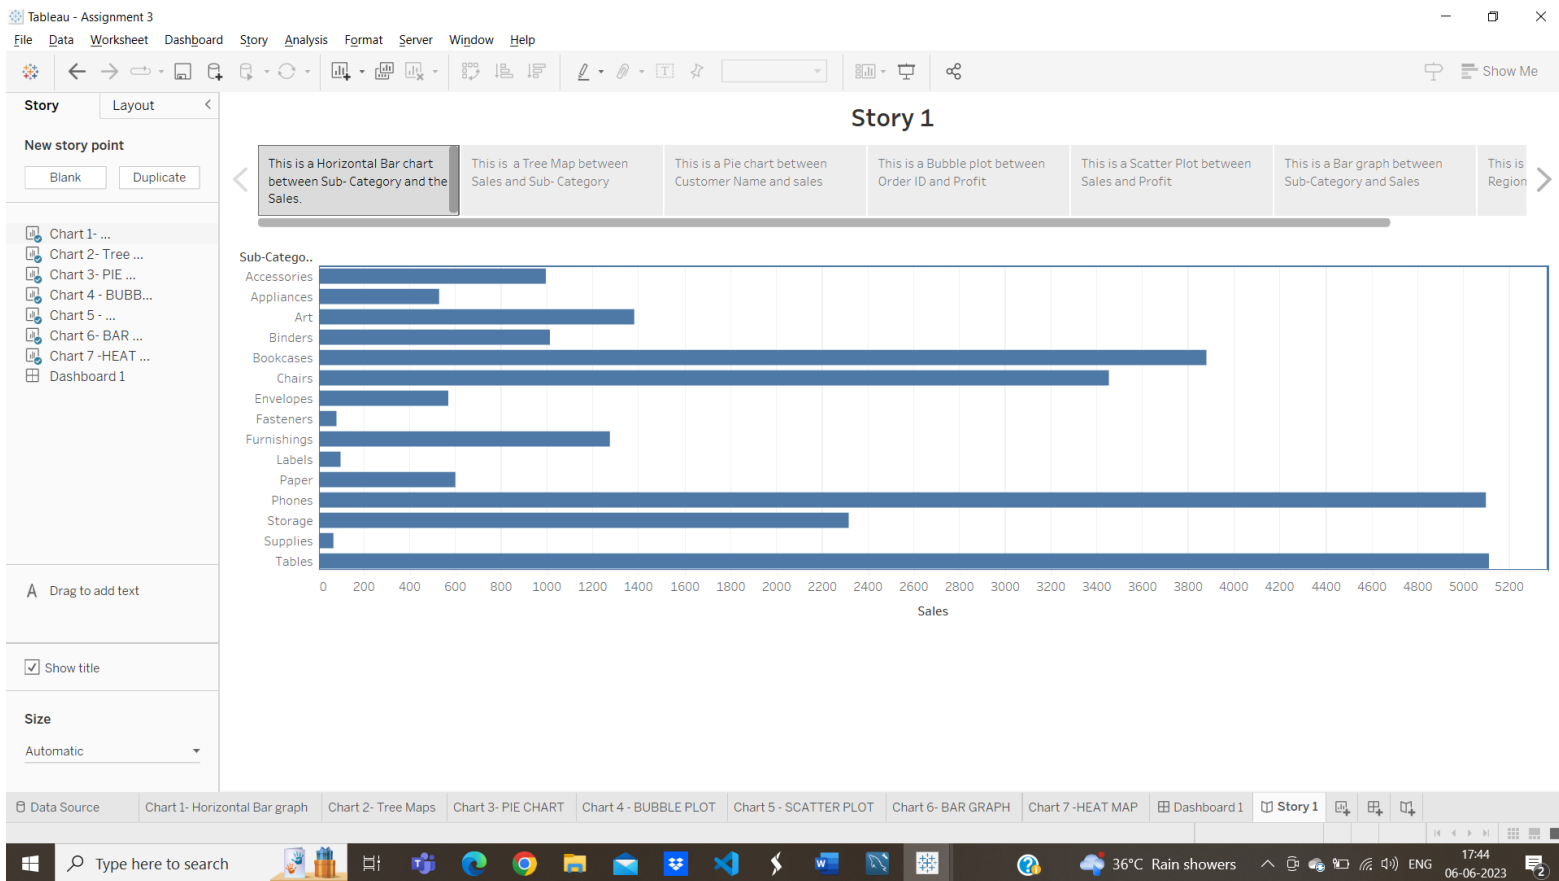 Tableau - Assignment 3
File Data Worksheet Dashboard Story Analysis Format Server Window Help
Show Me
Story Layout
New story point
Blank Duplicate
Chart 1- ...
Chart 2- Tree ...
Chart 3- PIE ...
Chart 4 - BUBB...
Chart 5 - ...
Chart 6- BAR ...
Chart 7 -HEAT ...
Dashboard 1
A Drag to add text
Show title
Size
Automatic
Story 1
This is a Horizontal Bar chart
between Sub- Category and the
Sales.
This is a Tree Map between
Sales and Sub- Category
This is a Pie chart between
Customer Name and sales
This is a Bubble plot between
Order ID and Profit
This is a Scatter Plot between
Sales and Profit
This is a Bar graph between
Sub-Category and Sales
This is
Region
Sub-Catego..
Accessories
Appliances
Art
Binders
Bookcases
Chairs
Envelopes
Fasteners
Furnishings
Labels
Paper
Phones
Storage
Supplies
Tables
0 200 400 600 800 1000 1200 1400 1600 1800 2000 2200 2400 2600 2800 3000 3200 3400 3600 3800 4000 4200 4400 4600 4800 5000 5200
Sales
Data Source Chart 1- Horizontal Bar graph Chart 2- Tree Maps Chart 3- PIE CHART Chart 4 - BUBBLE PLOT Chart 5 - SCATTER PLOT Chart 6- BAR GRAPH Chart 7 -HEAT MAP Dashboard 1 Story 1
Type here to search
36°C Rain showers
ENG
17:44
06-06-2023
2